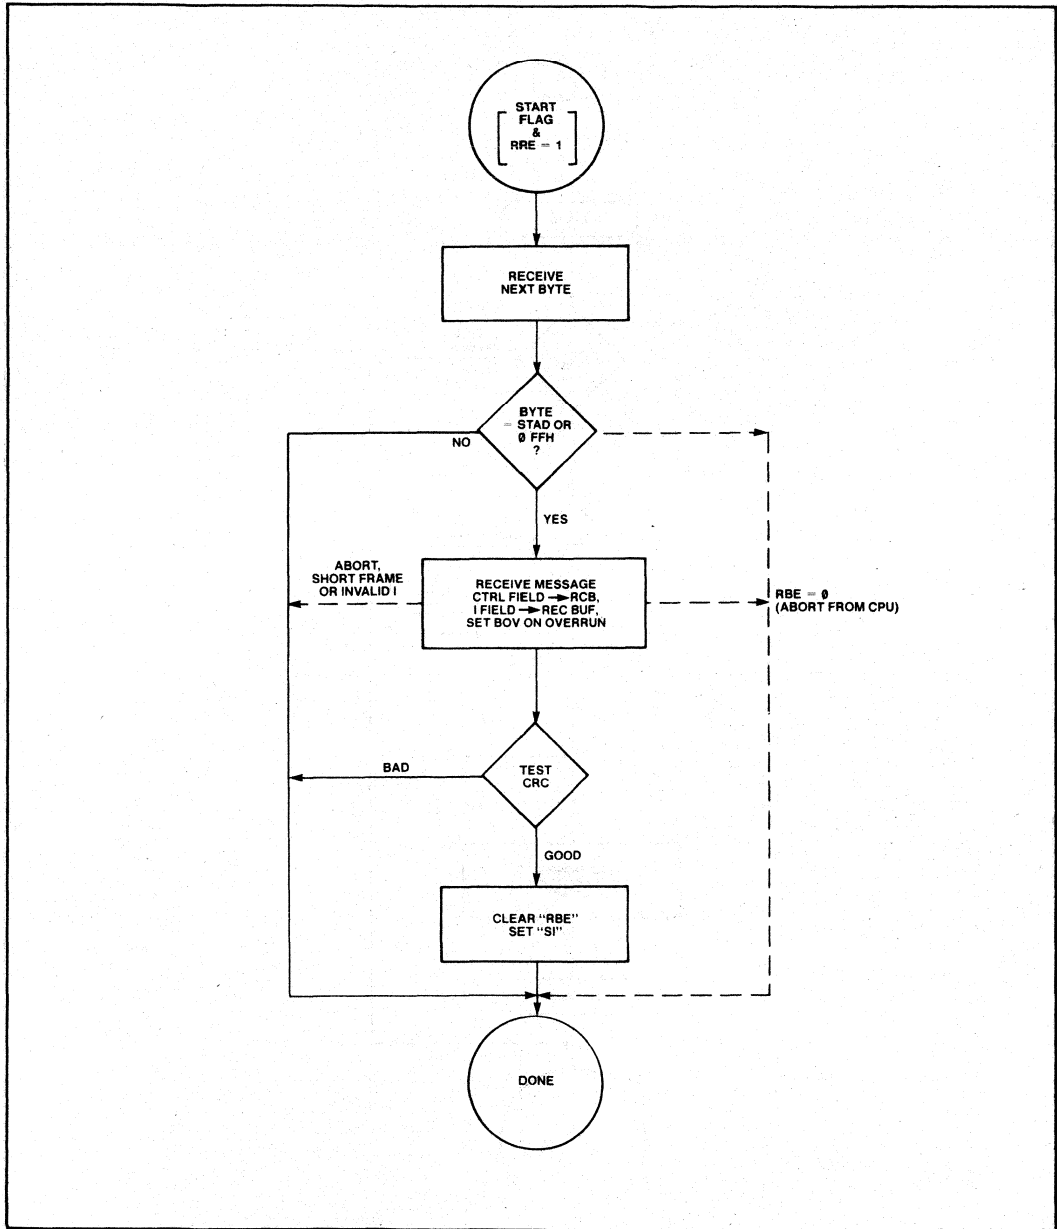 START
FLAG
&
RRE = 1
RECEIVE
NEXT BYTE
BYTE
= STAD OR
0 FFH
?
NO
YES
ABORT,
SHORT FRAME
OR INVALID I
RECEIVE MESSAGE
CTRL FIELD → RCB,
I FIELD → REC BUF,
SET BOV ON OVERRUN
RBE = 0
(ABORT FROM CPU)
BAD
TEST
CRC
GOOD
CLEAR "RBE"
SET "SI"
DONE